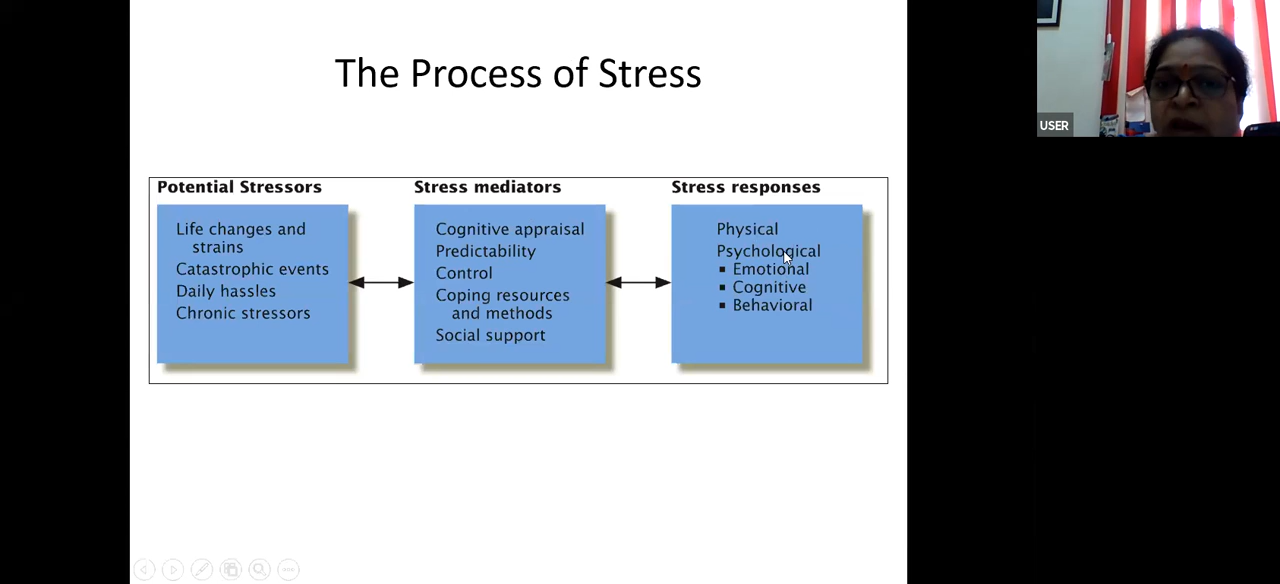 The Process of Stress
USER
Potential Stressors
Life changes and
strains
Catastrophic events
Daily hassles
Chronic stressors
Stress mediators
Cognitive appraisal
Predictability
Control
Coping resources
and methods
Social support
Stress responses
Physical
Psychological
▪ Emotional
▪ Cognitive
▪ Behavioral